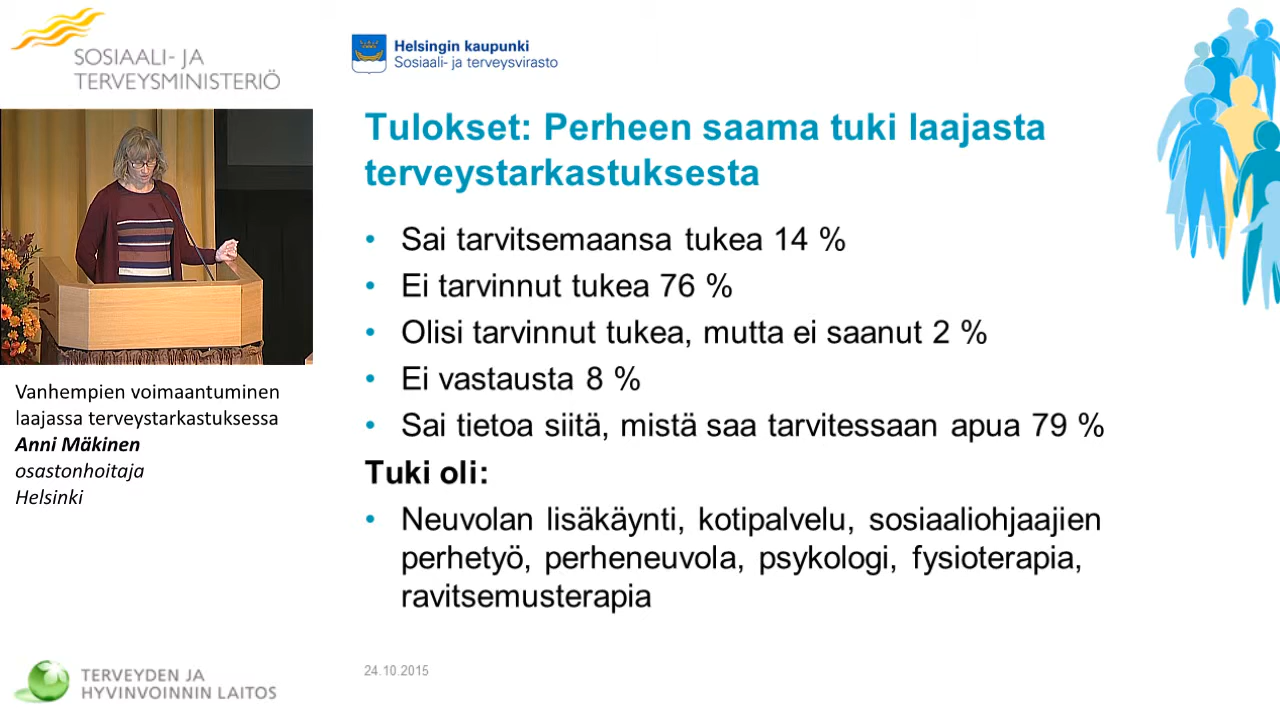 SOSIAALI- JA
TERVEYSMINISTERIÖ
Helsingin kaupunki
Sosiaali- ja terveysvirasto
Tulokset: Perheen saama tuki laajasta
terveystarkastuksesta
• Sai tarvitsemaansa tukea 14 %
• Ei tarvinnut tukea 76 %
• Olisi tarvinnut tukea, mutta ei saanut 2 %
• Ei vastausta 8 %
• Sai tietoa siitä, mistä saa tarvitessaan apua 79 %
Tuki oli:
• Neuvolan lisäkäynti, kotipalvelu, sosiaaliohjaajien
perhetyö, perheneuvola, psykologi, fysioterapia,
ravitsemusterapia
Vanhempien voimaantuminen
laajassa terveystarkastuksessa
Anni Mäkinen
osastonhoitaja
Helsinki
TERVEYDEN JA
HYVINVOINNIN LAITOS
24.10.2015